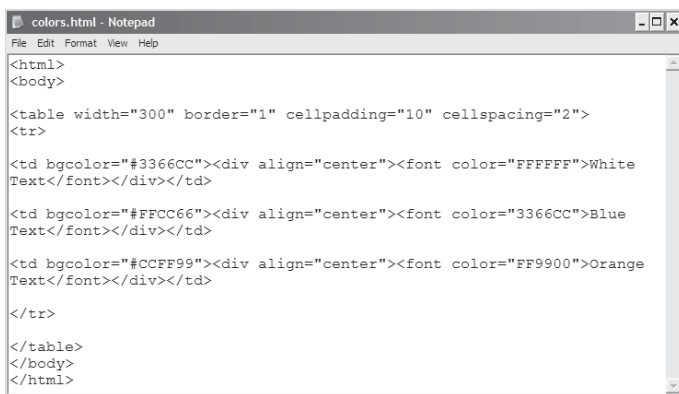 colors.html - Notepad
File Edit Format View Help
<html>
<body>
<table width="300" border="1" cellpadding="10" cellspacing="2">
<tr>
<td bgcolor="#3366CC"><div align="center"><font color="FFFFFF">White
Text</font></div></td>
<td bgcolor="#FFCC66"><div align="center"><font color="3366CC">Blue
Text</font></div></td>
<td bgcolor="#CCFF99"><div align="center"><font color="FF9900">Orange
Text</font></div></td>
</tr>
</table>
</body>
</html>